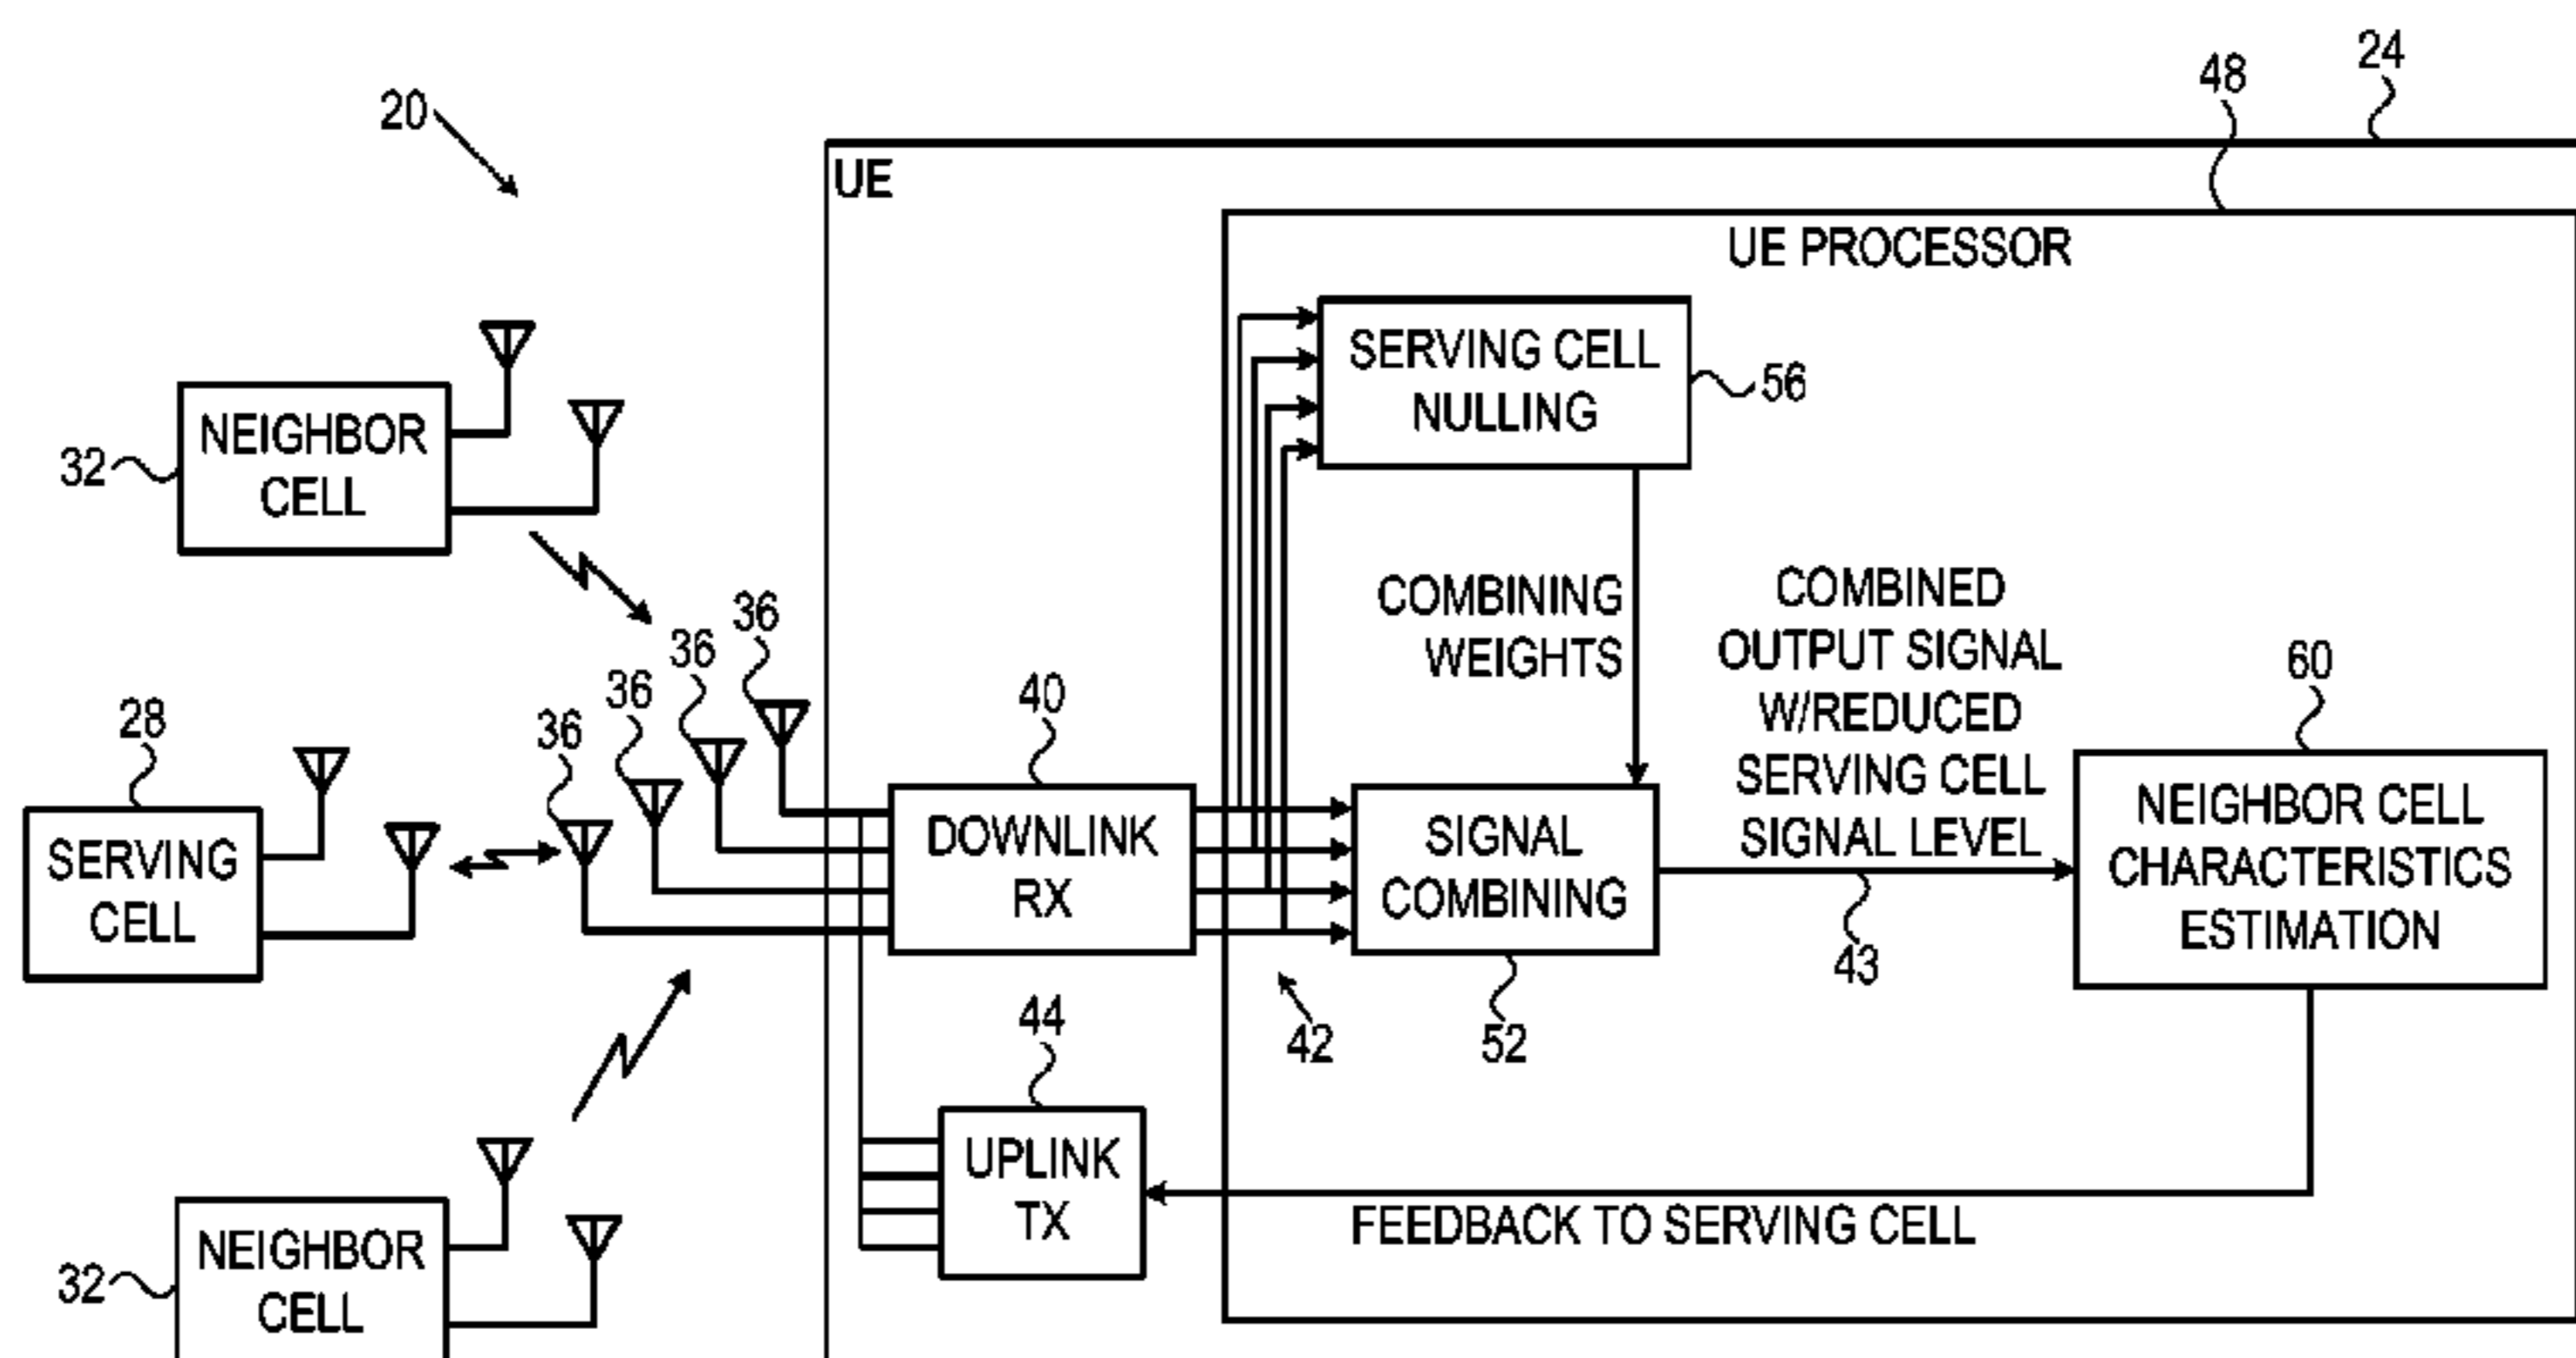 24
48
20
UE
UE PROCESSOR
SERVING CELL
NULLING
56
NEIGHBOR
CELL
32
COMBINING
WEIGHTS
COMBINED
OUTPUT SIGNAL
W/REDUCED
SERVING CELL
SIGNAL LEVEL
36
36
36
36
28
40
60
SERVING
CELL
DOWNLINK
RX
SIGNAL
COMBINING
NEIGHBOR CELL
CHARACTERISTICS
ESTIMATION
43
44
42
52
UPLINK
TX
FEEDBACK TO SERVING CELL
NEIGHBOR
CELL
32